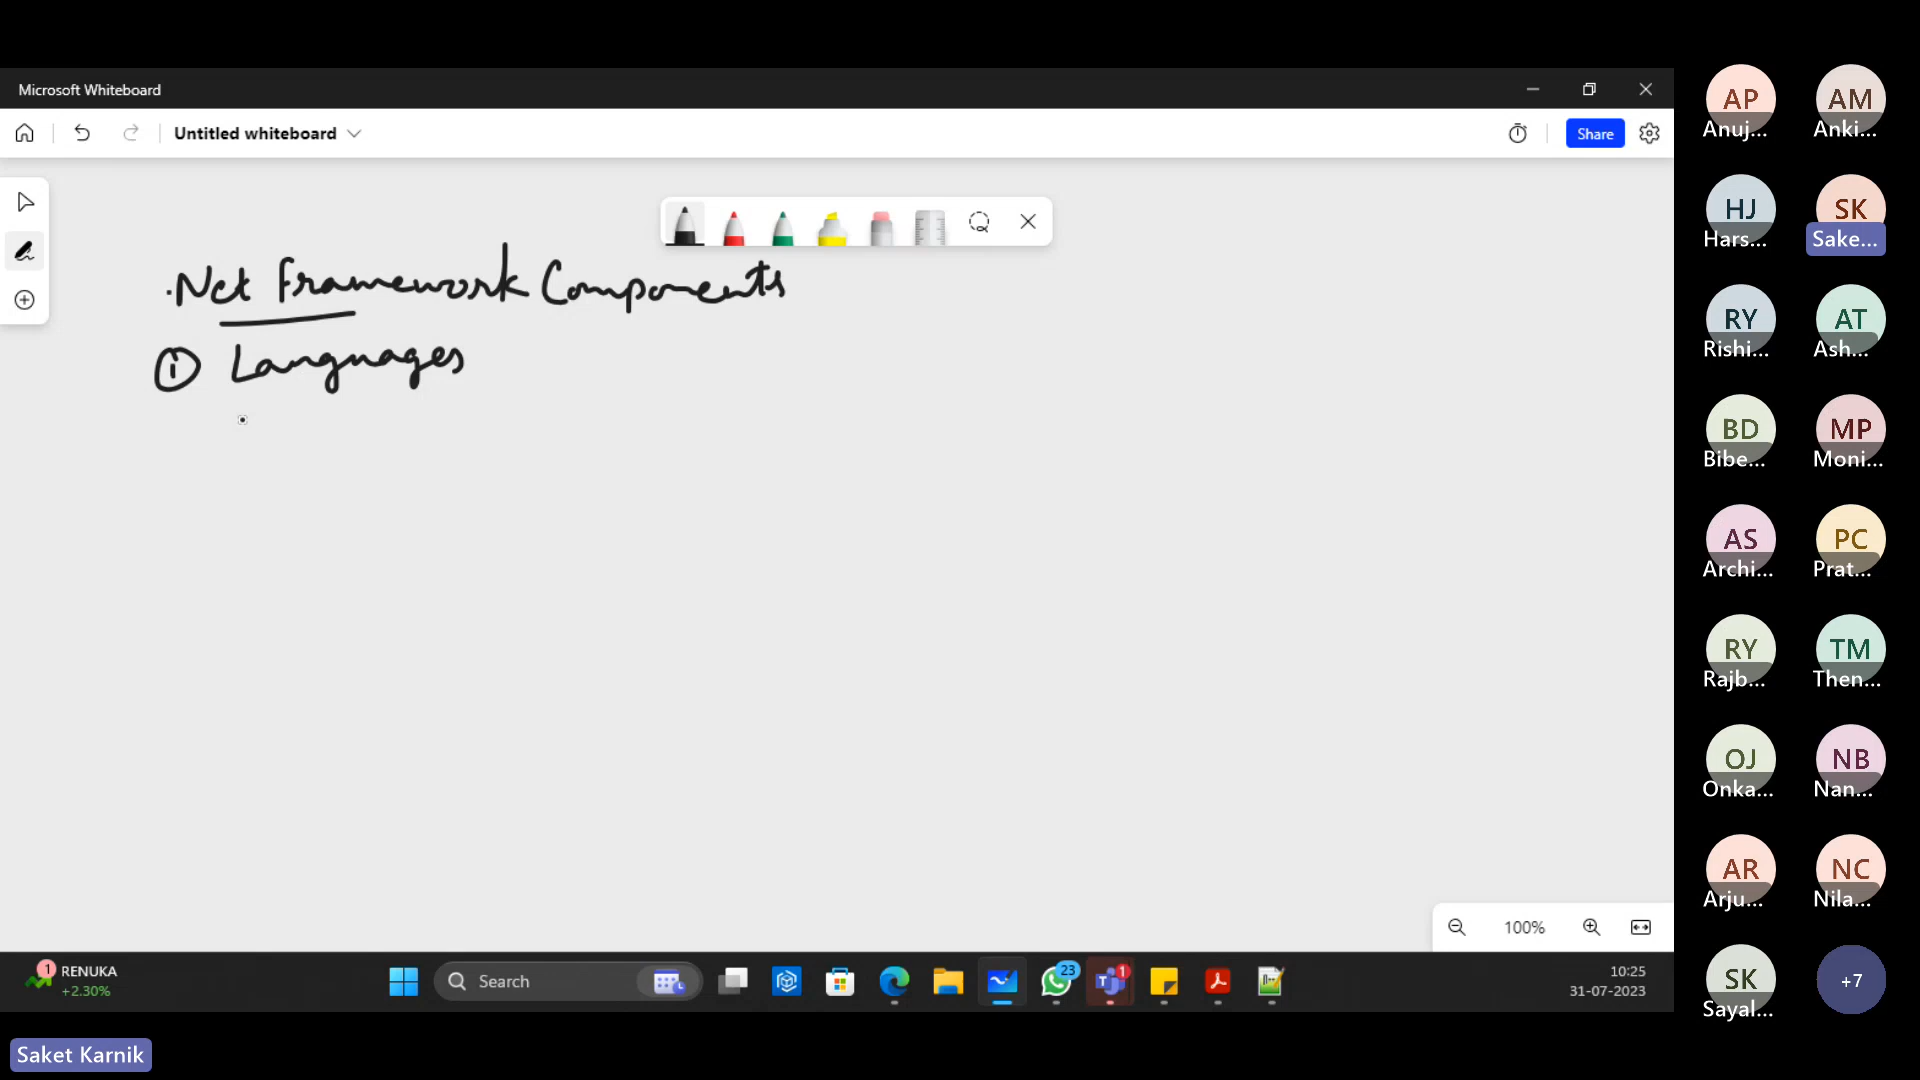 Microsoft Whiteboard
Untitled whiteboard
Share
.Net Framework Components
① Languages
100%
1
RENUKA
+2.30%
Search
23
1
10:25
31-07-2023
Saket Karnik
AP
Anuj...
AM
Anki...
HJ
Hars...
SK
Sake...
RY
Rishi...
AT
Ash...
BD
Bibe...
MP
Moni...
AS
Archi...
PC
Prat...
RY
Rajb...
TM
Then...
OJ
Onka...
NB
Nan...
AR
Arju...
NC
Nila...
SK
Sayal...
+7